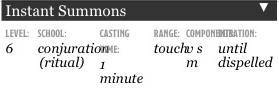 Instant Summons ▼
LEVEL: SCHOOL: CASTING TIME: RANGE: COMPONENTS: DURATION:
6 conjuration (ritual) 1 minute touch v s m until dispelled